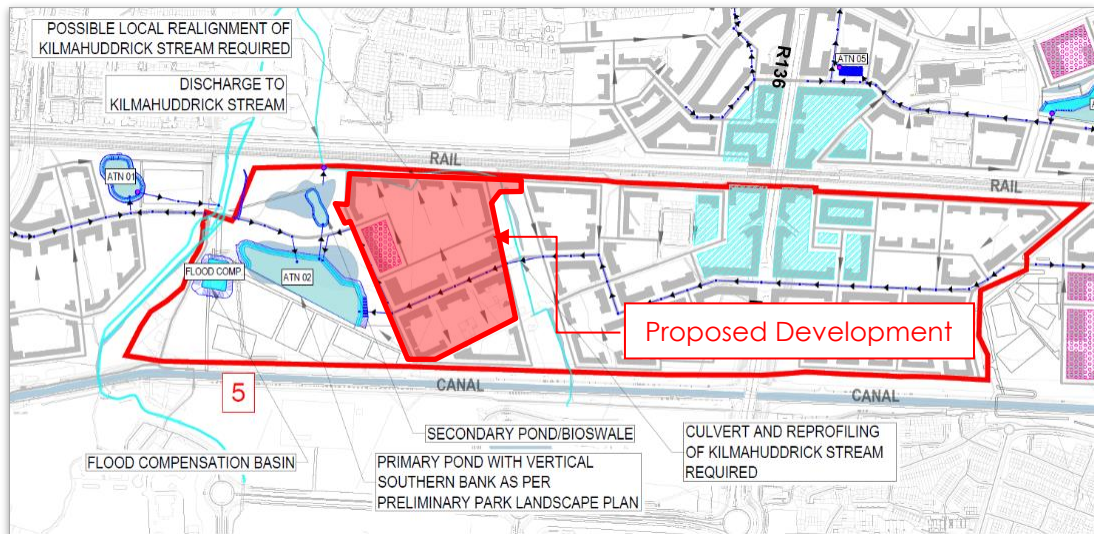 POSSIBLE LOCAL REALIGNMENT OF
KILMAHUDDRICK STREAM REQUIRED
DISCHARGE TO
KILMAHUDDRICK STREAM
R136
ATN 05
RAIL
RAIL
ATN 01
FLOOD COMP
ATN 02
Proposed Development
CANAL
CANAL
5
SECONDARY POND/BIOSWALE
FLOOD COMPENSATION BASIN
PRIMARY POND WITH VERTICAL
SOUTHERN BANK AS PER
PRELIMINARY PARK LANDSCAPE PLAN
CULVERT AND REPROFILING
OF KILMAHUDDRICK STREAM
REQUIRED